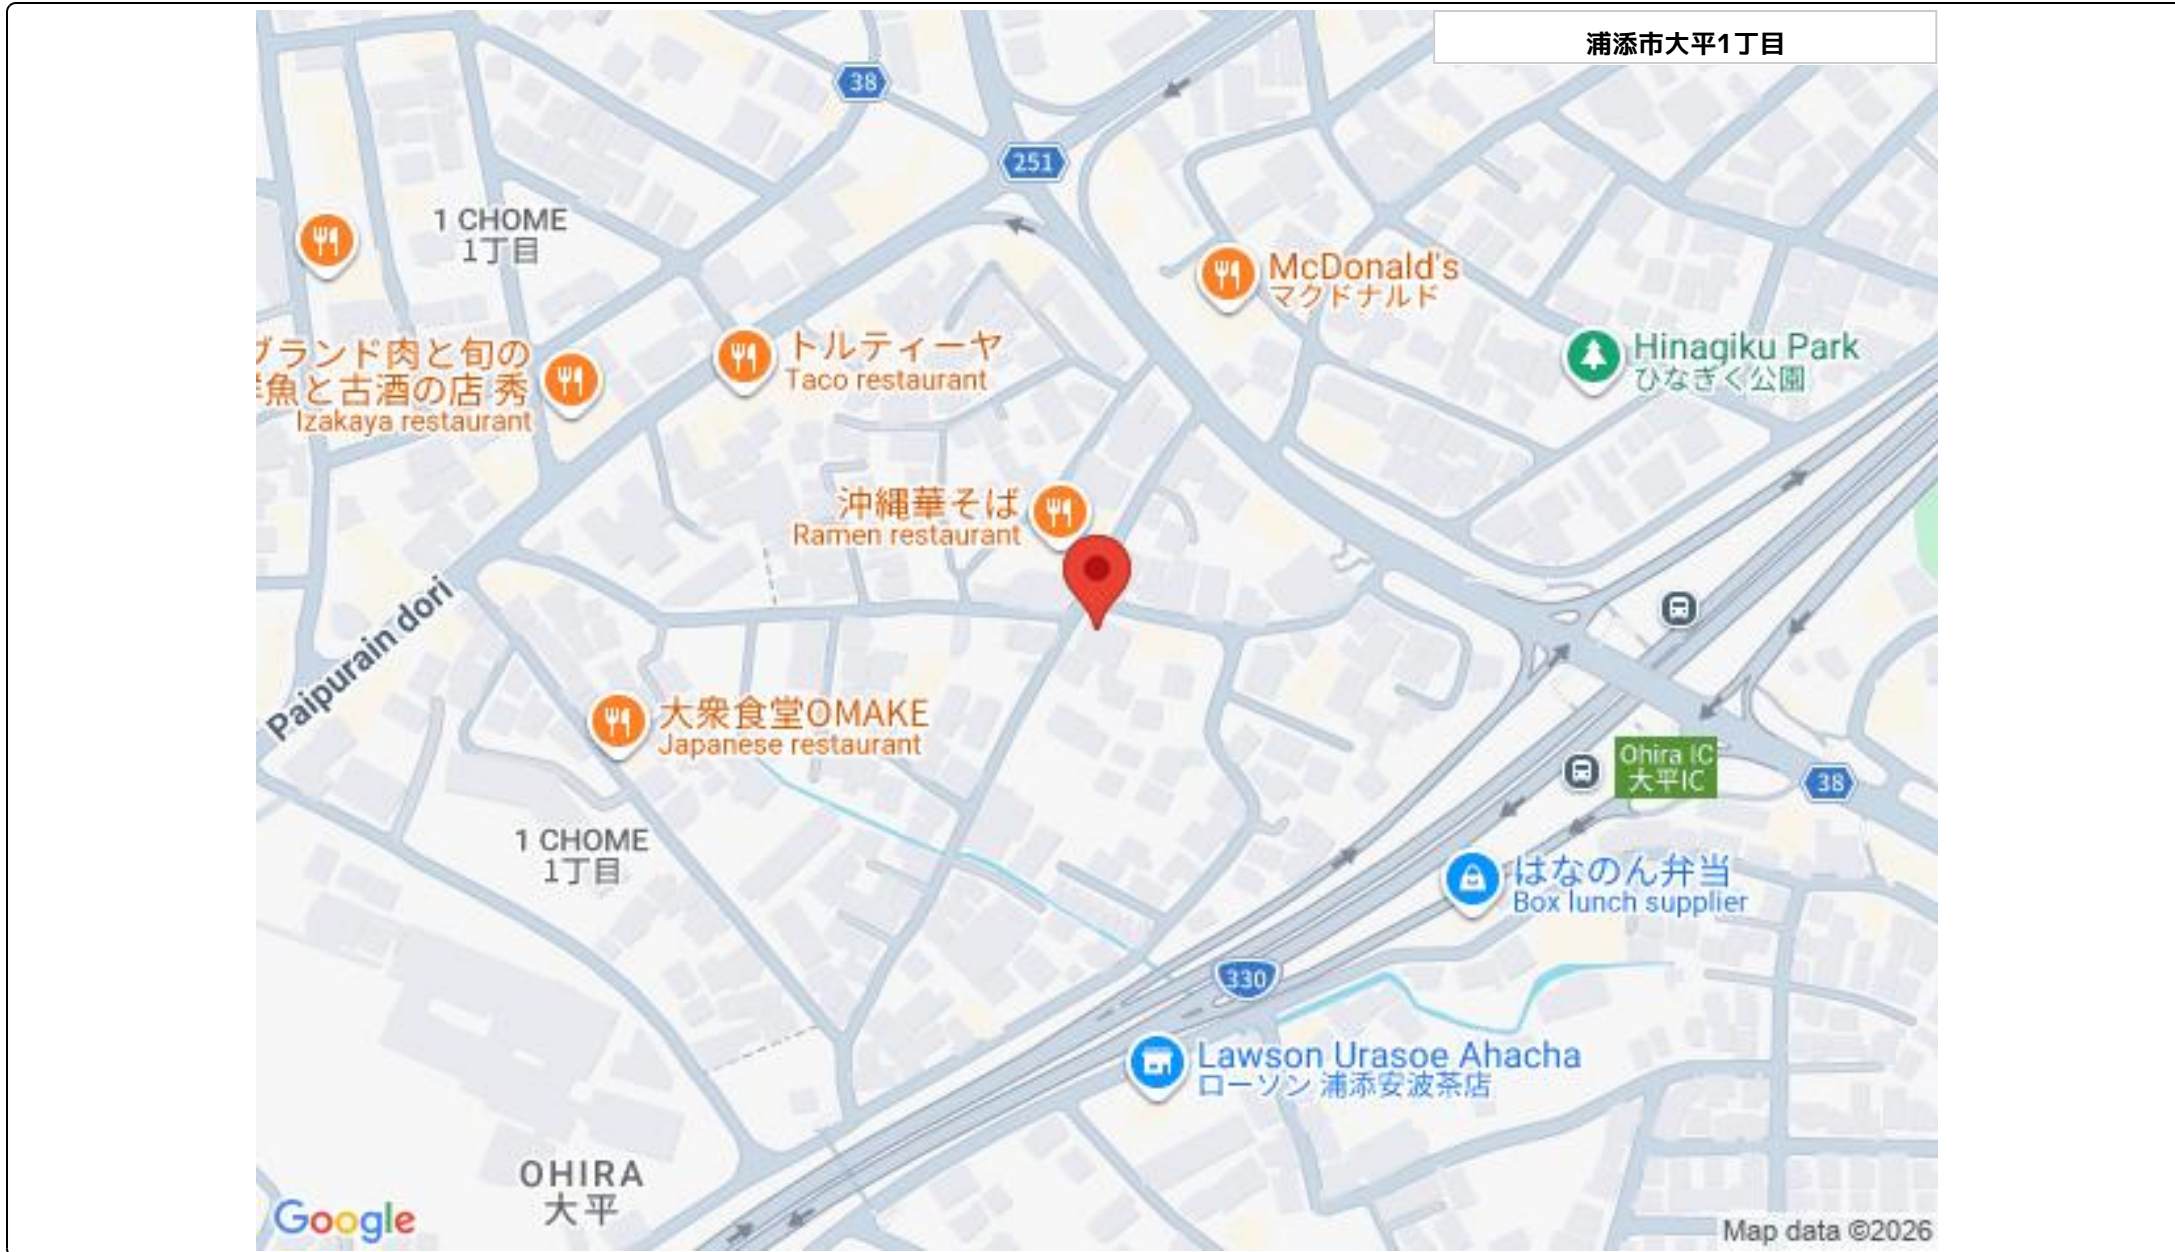 浦添市大平1丁目
38
251
1 CHOME
1丁目
McDonald's
マクドナルド
トルティーヤ
Taco restaurant
Hinagiku Park
ひなぎく公園
ブランド肉と旬の
魚と古酒の店 秀
Izakaya restaurant
沖縄華そば
Ramen restaurant
Paipurain dori
大衆食堂OMAKE
Japanese restaurant
Ohira IC
大平IC
38
1 CHOME
1丁目
はなのん弁当
Box lunch supplier
330
Lawson Urasoe Ahacha
ローソン 浦添安波茶店
OHIRA
大平
Google
Map data ©2026